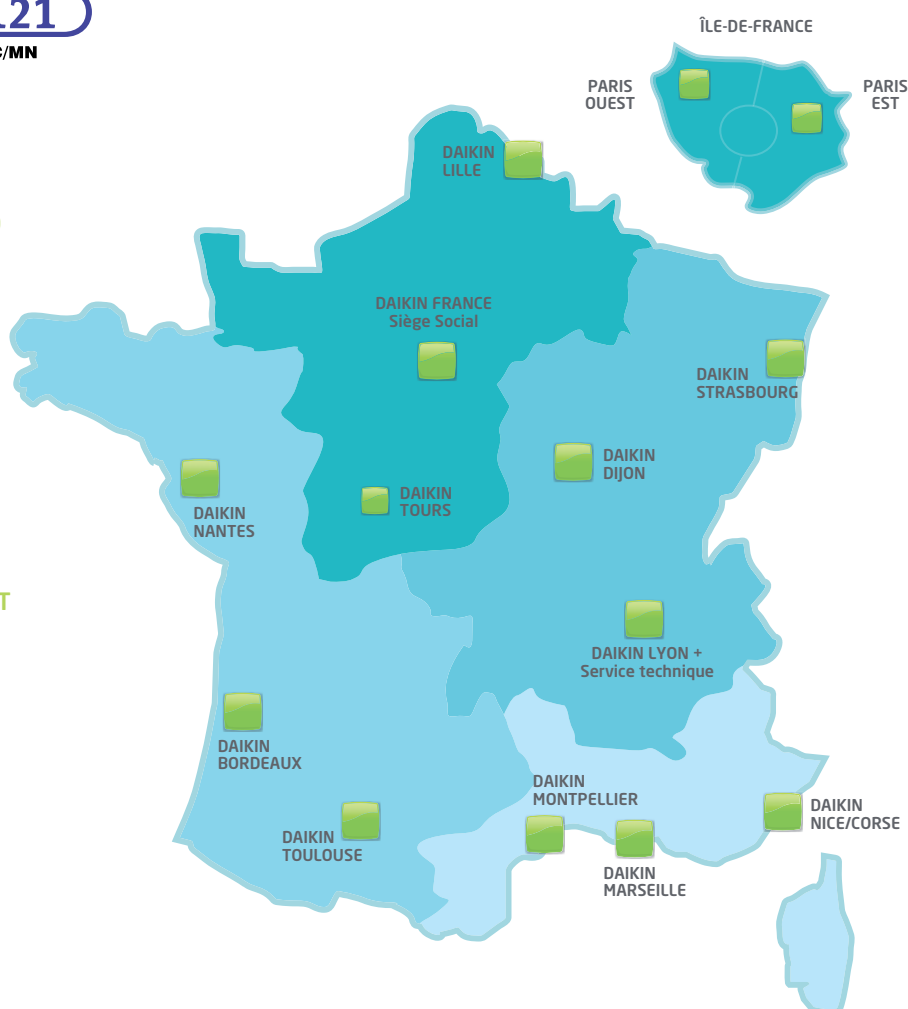 121
C/MN
ÎLE-DE-FRANCE
PARIS
OUEST
PARIS
EST
DAIKIN
LILLE
DAIKIN FRANCE
Siège Social
DAIKIN
STRASBOURG
DAIKIN
DIJON
DAIKIN
TOURS
DAIKIN
NANTES
T
DAIKIN LYON +
Service technique
DAIKIN
BORDEAUX
DAIKIN
MONTPELLIER
DAIKIN
NICE/CORSE
DAIKIN
TOULOUSE
DAIKIN
MARSEILLE